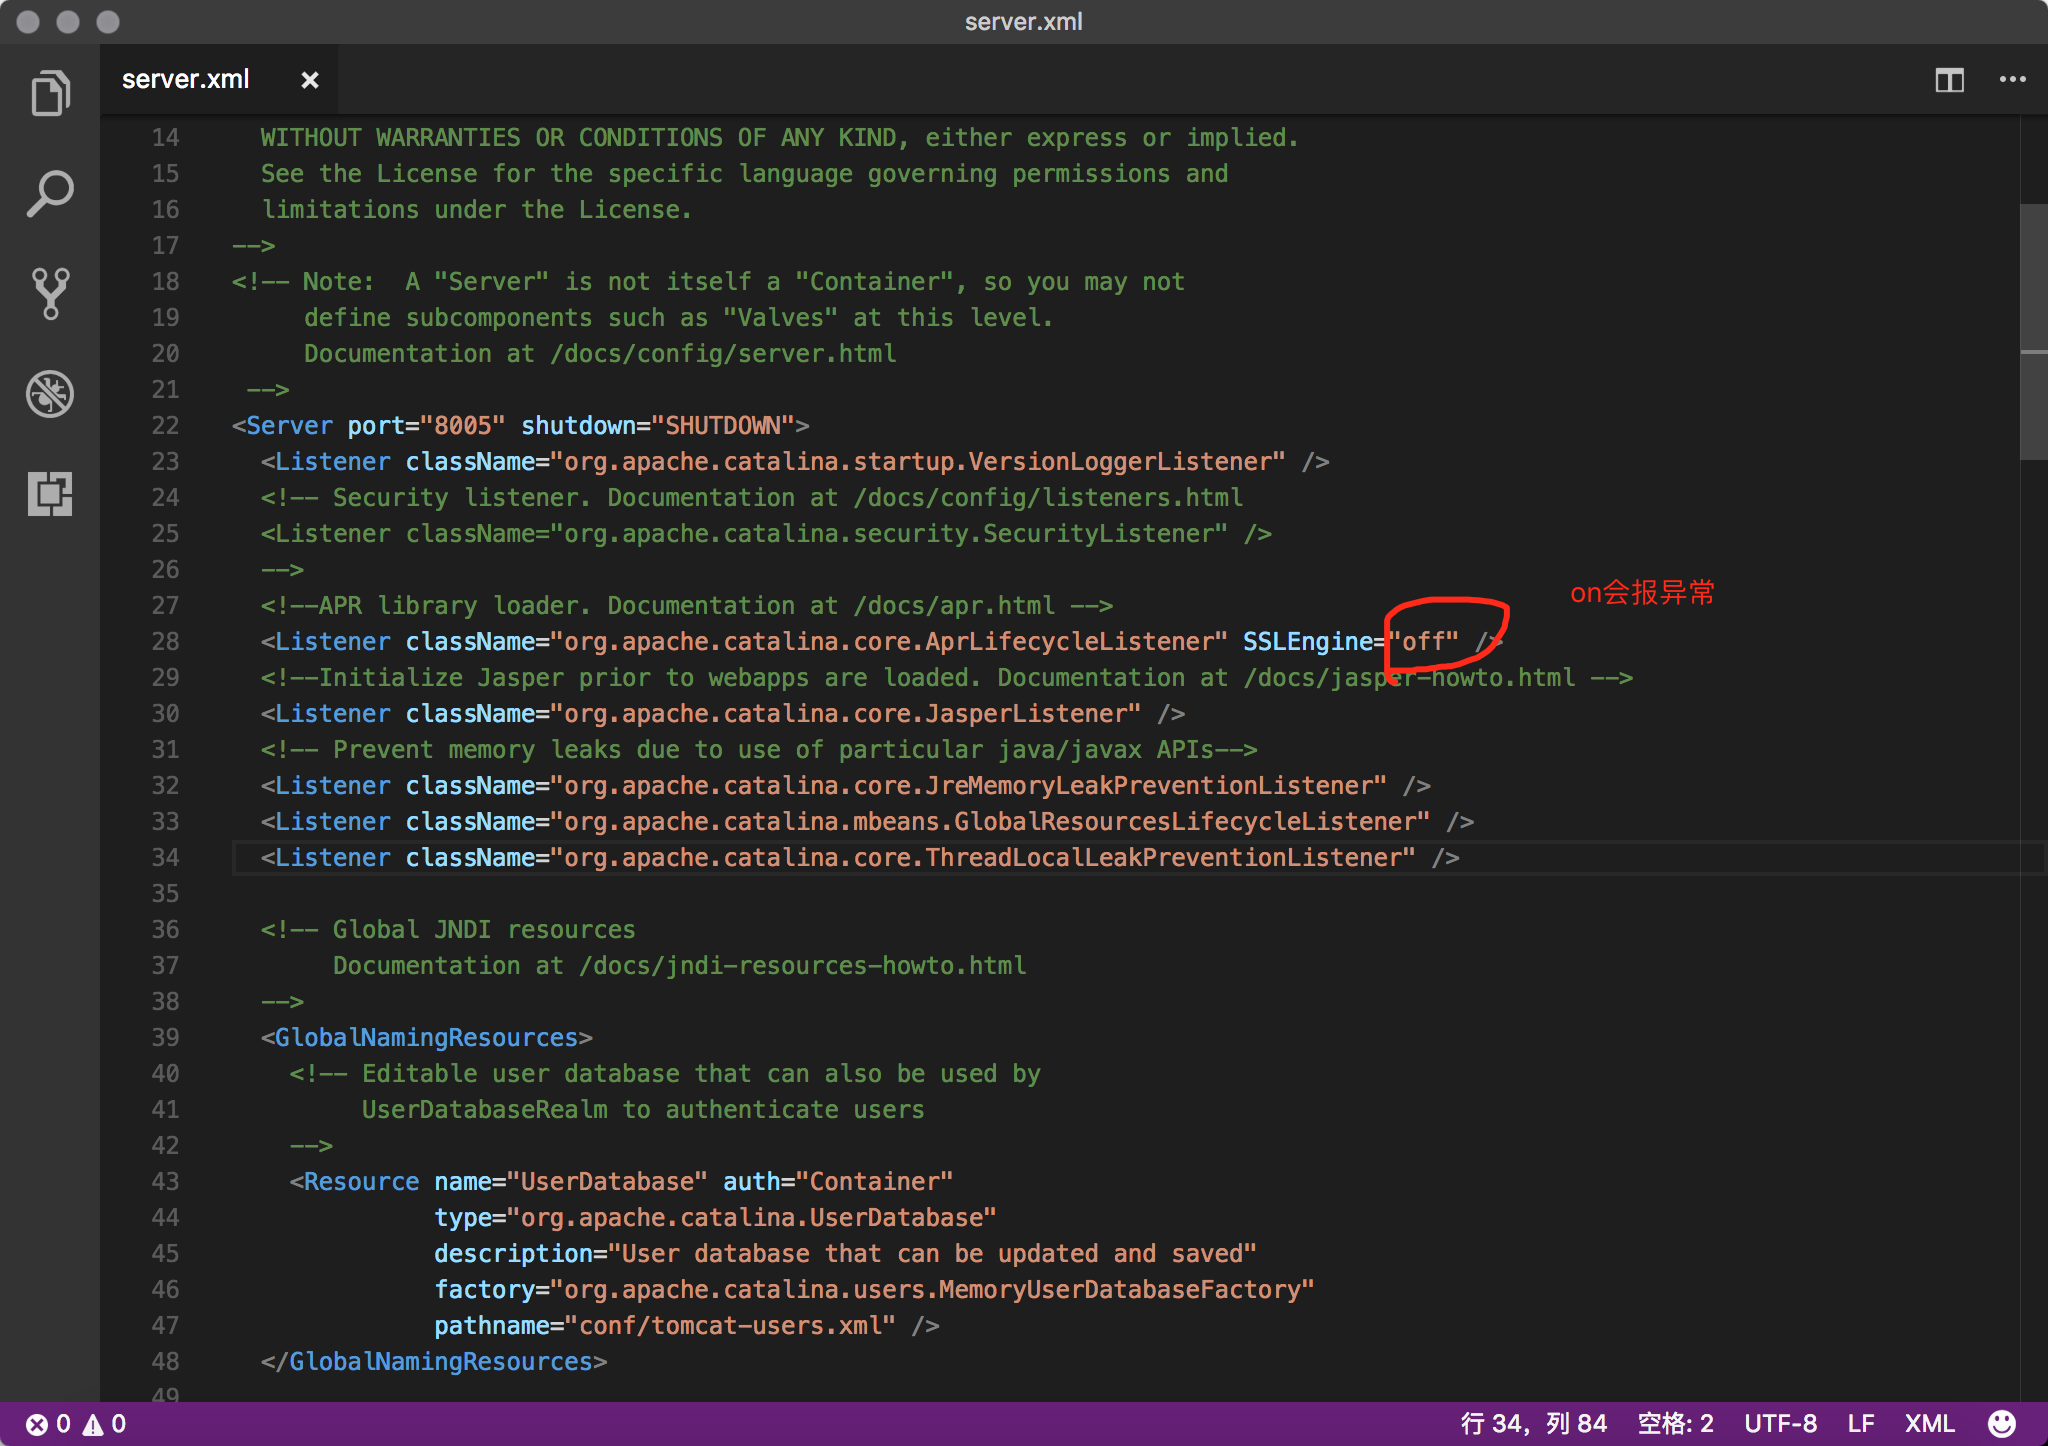 server.xml
server.xml ×
14 WITHOUT WARRANTIES OR CONDITIONS OF ANY KIND, either express or implied.
15 See the License for the specific language governing permissions and
16 limitations under the License.
17 -->
18 <!-- Note:  A "Server" is not itself a "Container", so you may not
19 define subcomponents such as "Valves" at this level.
20 Documentation at /docs/config/server.html
21 -->
22 <Server port="8005" shutdown="SHUTDOWN">
23 <Listener className="org.apache.catalina.startup.VersionLoggerListener" />
24 <!-- Security listener. Documentation at /docs/config/listeners.html
25 <Listener className="org.apache.catalina.security.SecurityListener" />
26 -->
on会报异常
27 <!--APR library loader. Documentation at /docs/apr.html -->
28 <Listener className="org.apache.catalina.core.AprLifecycleListener" SSLEngine="off" />
29 <!--Initialize Jasper prior to webapps are loaded. Documentation at /docs/jasper-howto.html -->
30 <Listener className="org.apache.catalina.core.JasperListener" />
31 <!-- Prevent memory leaks due to use of particular java/javax APIs-->
32 <Listener className="org.apache.catalina.core.JreMemoryLeakPreventionListener" />
33 <Listener className="org.apache.catalina.mbeans.GlobalResourcesLifecycleListener" />
34 <Listener className="org.apache.catalina.core.ThreadLocalLeakPreventionListener" />
35
36 <!-- Global JNDI resources
37 Documentation at /docs/jndi-resources-howto.html
38 -->
39 <GlobalNamingResources>
40 <!-- Editable user database that can also be used by
41 UserDatabaseRealm to authenticate users
42 -->
43 <Resource name="UserDatabase" auth="Container"
44 type="org.apache.catalina.UserDatabase"
45 description="User database that can be updated and saved"
46 factory="org.apache.catalina.users.MemoryUserDatabaseFactory"
47 pathname="conf/tomcat-users.xml" />
48 </GlobalNamingResources>
49
0 0 行 34，列 84 空格: 2 UTF-8 LF XML